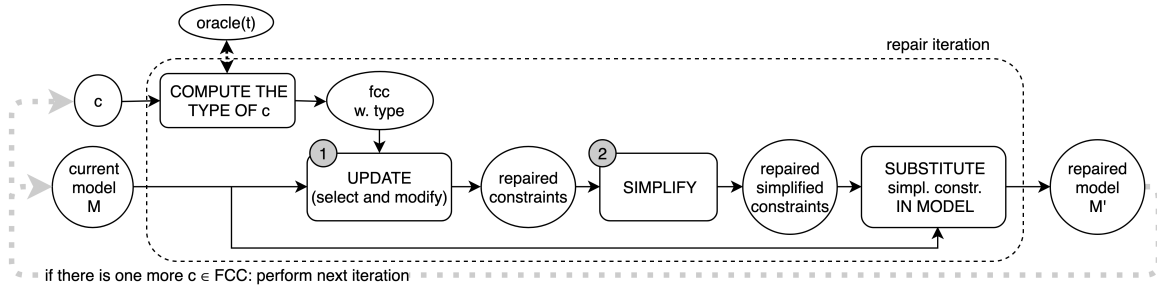 oracle(t)
repair iteration
c
COMPUTE THE
TYPE OF c
fcc
w. type
current
model
M
1
UPDATE
(select and modify)
repaired
constraints
2
SIMPLIFY
repaired
simplified
constraints
SUBSTITUTE
simpl. constr.
IN MODEL
repaired
model
M'
if there is one more c ∈ FCC: perform next iteration